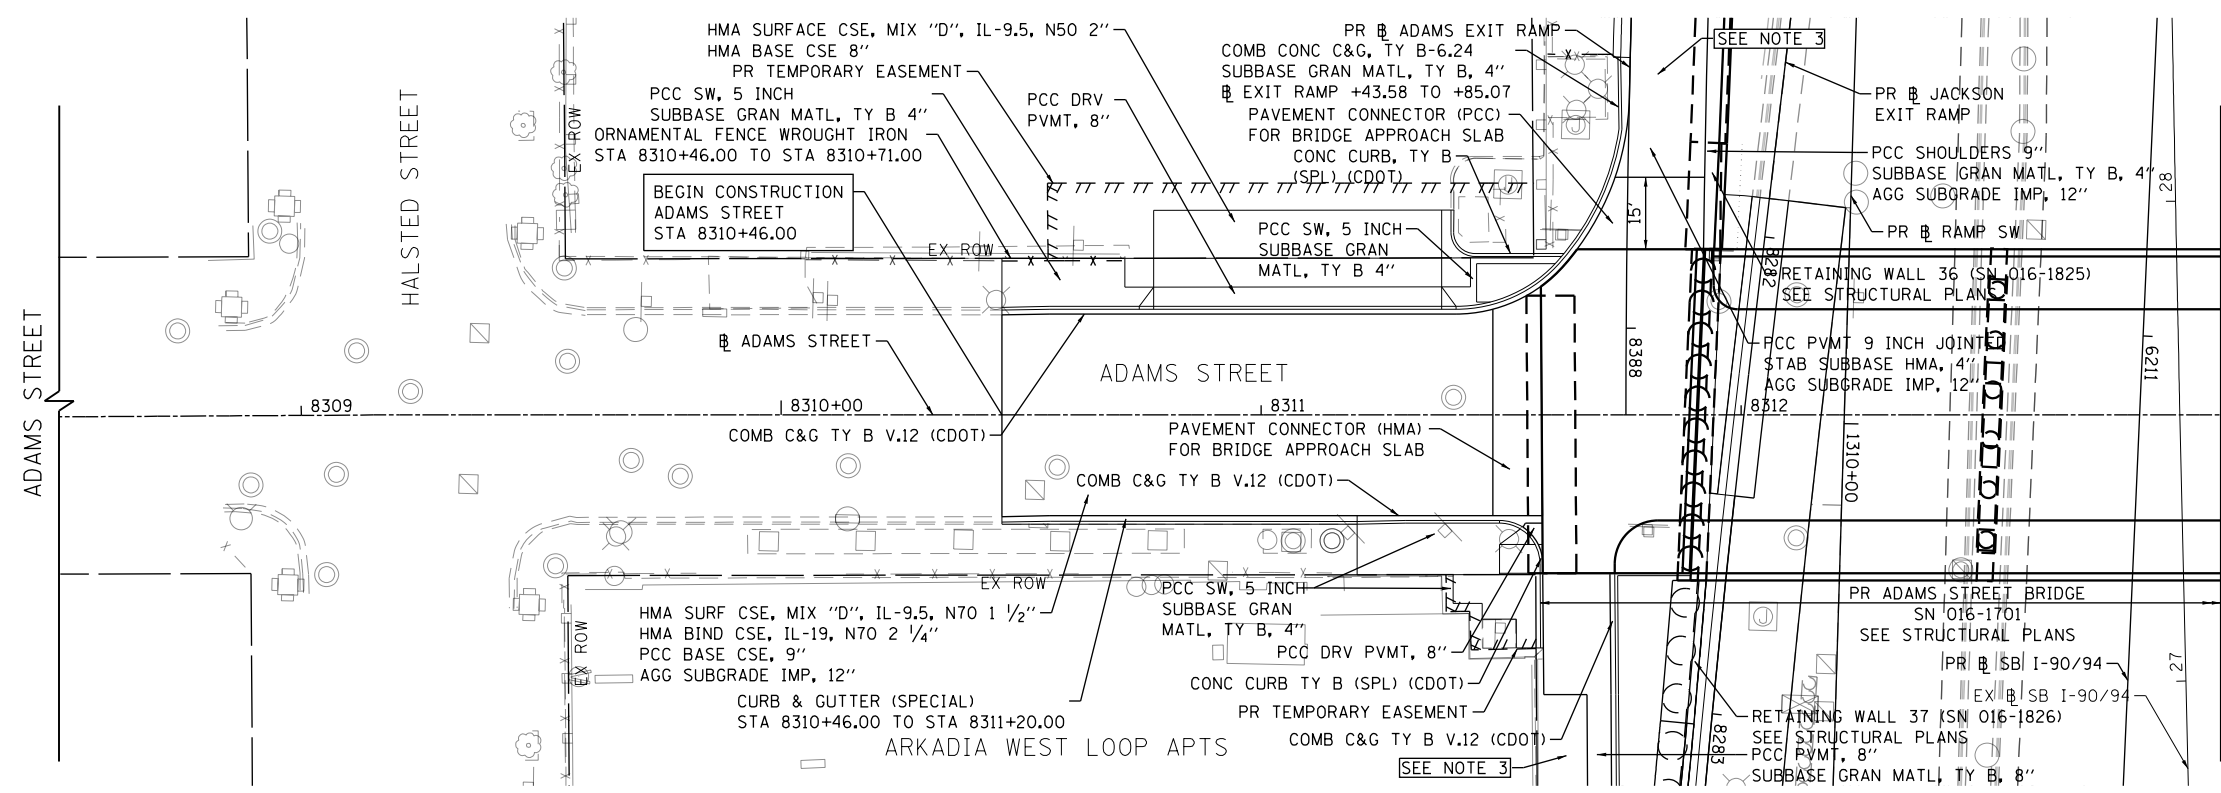 HMA SURFACE CSE, MIX "D", IL-9.5, N50 2"
HMA BASE CSE 8"
PR TEMPORARY EASEMENT
PCC SW, 5 INCH
SUBBASE GRAN MATL, TY B 4"
ORNAMENTAL FENCE WROUGHT IRON
STA 8310+46.00 TO STA 8310+71.00
BEGIN CONSTRUCTION
ADAMS STREET
STA 8310+46.00
PCC DRV
PVMT, 8"
PR BL ADAMS EXIT RAMP
COMB CONC C&G, TY B-6.24
SUBBASE GRAN MATL, TY B, 4"
BL EXIT RAMP +43.58 TO +85.07
PAVEMENT CONNECTOR (PCC)
FOR BRIDGE APPROACH SLAB
CONC CURB, TY B
(SPL) (CDOT)
SEE NOTE 3
PR BL JACKSON
EXIT RAMP
PCC SHOULDERS 9"
SUBBASE GRAN MATL, TY B, 4"
AGG SUBGRADE IMP, 12"
PR BL RAMP SW
28
15'
EX ROW
HALSTED STREET
EX ROW
PCC SW, 5 INCH
SUBBASE GRAN
MATL, TY B 4"
8282
RETAINING WALL 36 (SN 016-1825)
SEE STRUCTURAL PLANS
ADAMS STREET
BL ADAMS STREET
ADAMS STREET
8388
PCC PVMT 9 INCH JOINTED
STAB SUBBASE HMA, 4"
AGG SUBGRADE IMP, 12"
6211
8309
8310+00
8311
8312
COMB C&G TY B V.12 (CDOT)
PAVEMENT CONNECTOR (HMA)
FOR BRIDGE APPROACH SLAB
1310+00
COMB C&G TY B V.12 (CDOT)
EX ROW
EX ROW
HMA SURF CSE, MIX "D", IL-9.5, N70 1 1/2"
HMA BIND CSE, IL-19, N70 2 1/4"
PCC BASE CSE, 9"
AGG SUBGRADE IMP, 12"
CURB & GUTTER (SPECIAL)
STA 8310+46.00 TO STA 8311+20.00
ARKADIA WEST LOOP APTS
PCC SW, 5 INCH
SUBBASE GRAN
MATL, TY B, 4"
PCC DRV PVMT, 8"
CONC CURB TY B (SPL) (CDOT)
PR TEMPORARY EASEMENT
COMB C&G TY B V.12 (CDOT)
SEE NOTE 3
PR ADAMS STREET BRIDGE
SN 016-1701
SEE STRUCTURAL PLANS
PR BL SB I-90/94
27
EX BL SB I-90/94
8283
RETAINING WALL 37 (SN 016-1826)
SEE STRUCTURAL PLANS
PCC PVMT, 8"
SUBBASE GRAN MATL, TY B, 8"